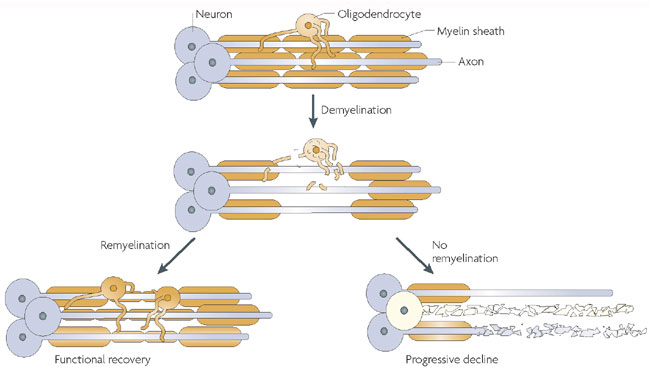 Neuron
Oligodendrocyte
Myelin sheath
Axon
Demyelination
Remyelination
No
remyelination
Functional recovery
Progressive decline